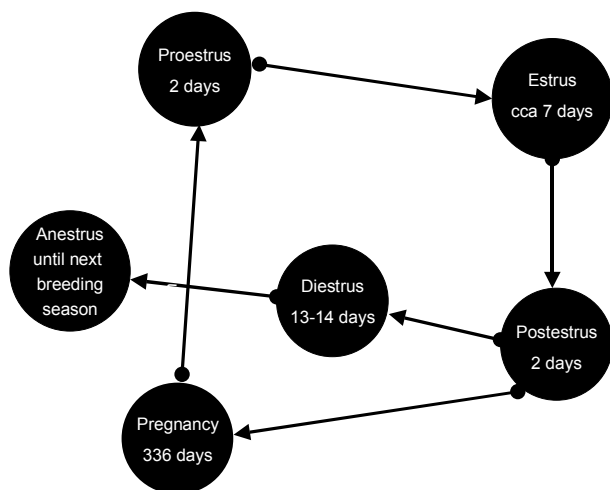 Proestrus
2 days
Estrus
cca 7 days
Anestrus
until next
breeding
season
Diestrus
13-14 days
Postestrus
2 days
Pregnancy
336 days